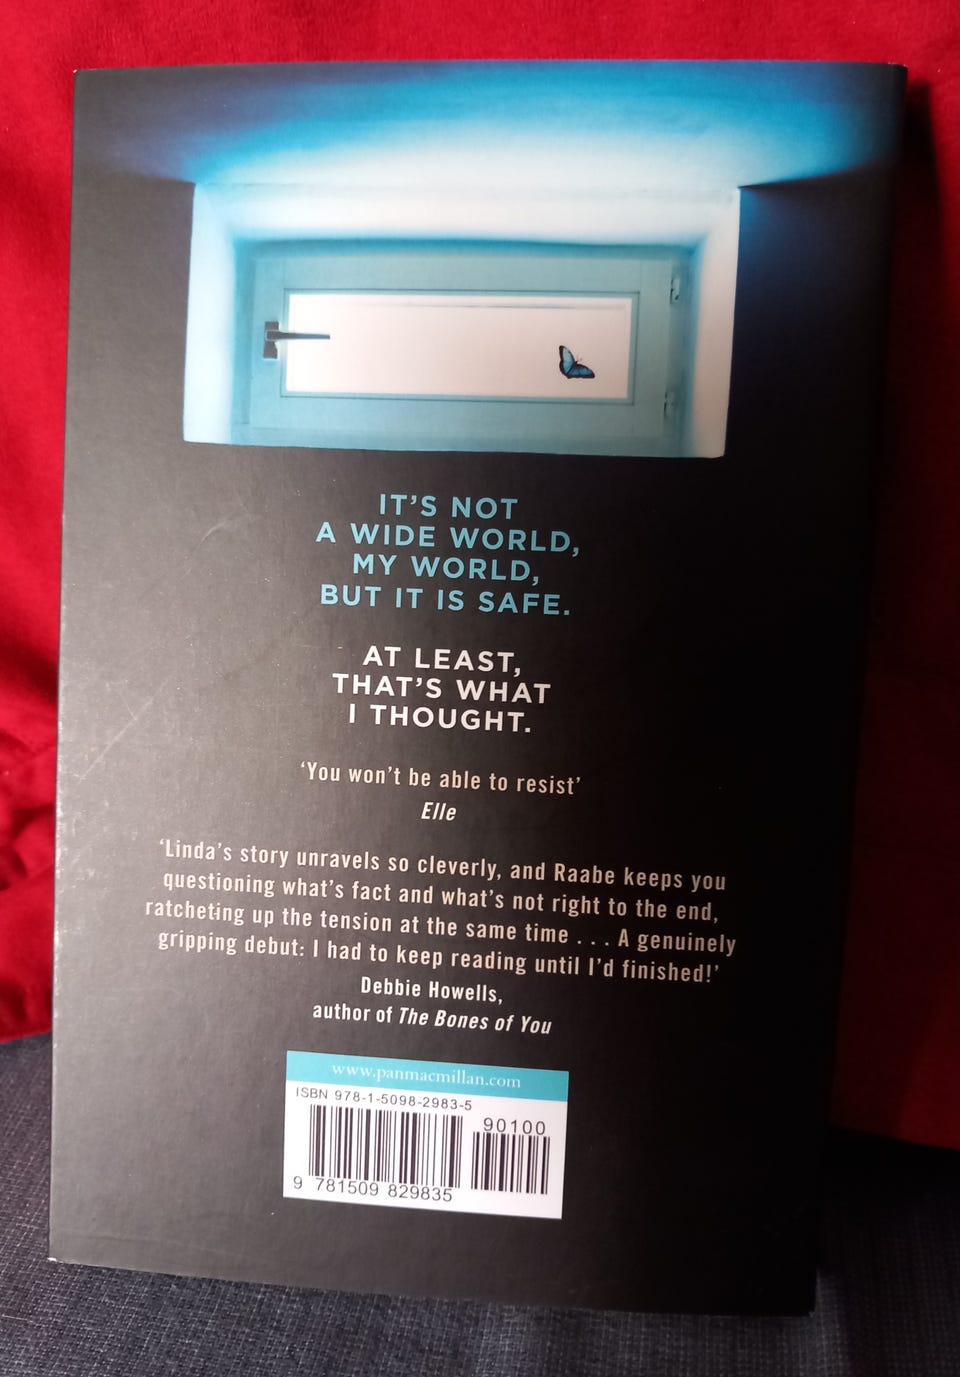 IT'S NOT
A WIDE WORLD,
MY WORLD,
BUT IT IS SAFE.
AT LEAST,
THAT'S WHAT
I THOUGHT.
'You won't be able to resist'
Elle
'Linda's story unravels so cleverly, and Raabe keeps you
questioning what's fact and what's not right to the end,
ratcheting up the tension at the same time . . . A genuinely
gripping debut: I had to keep reading until I'd finished!'
Debbie Howells,
author of The Bones of You
www.panmacmillan.com
ISBN 978-1-5098-2983-5
90100
9 781509 829835